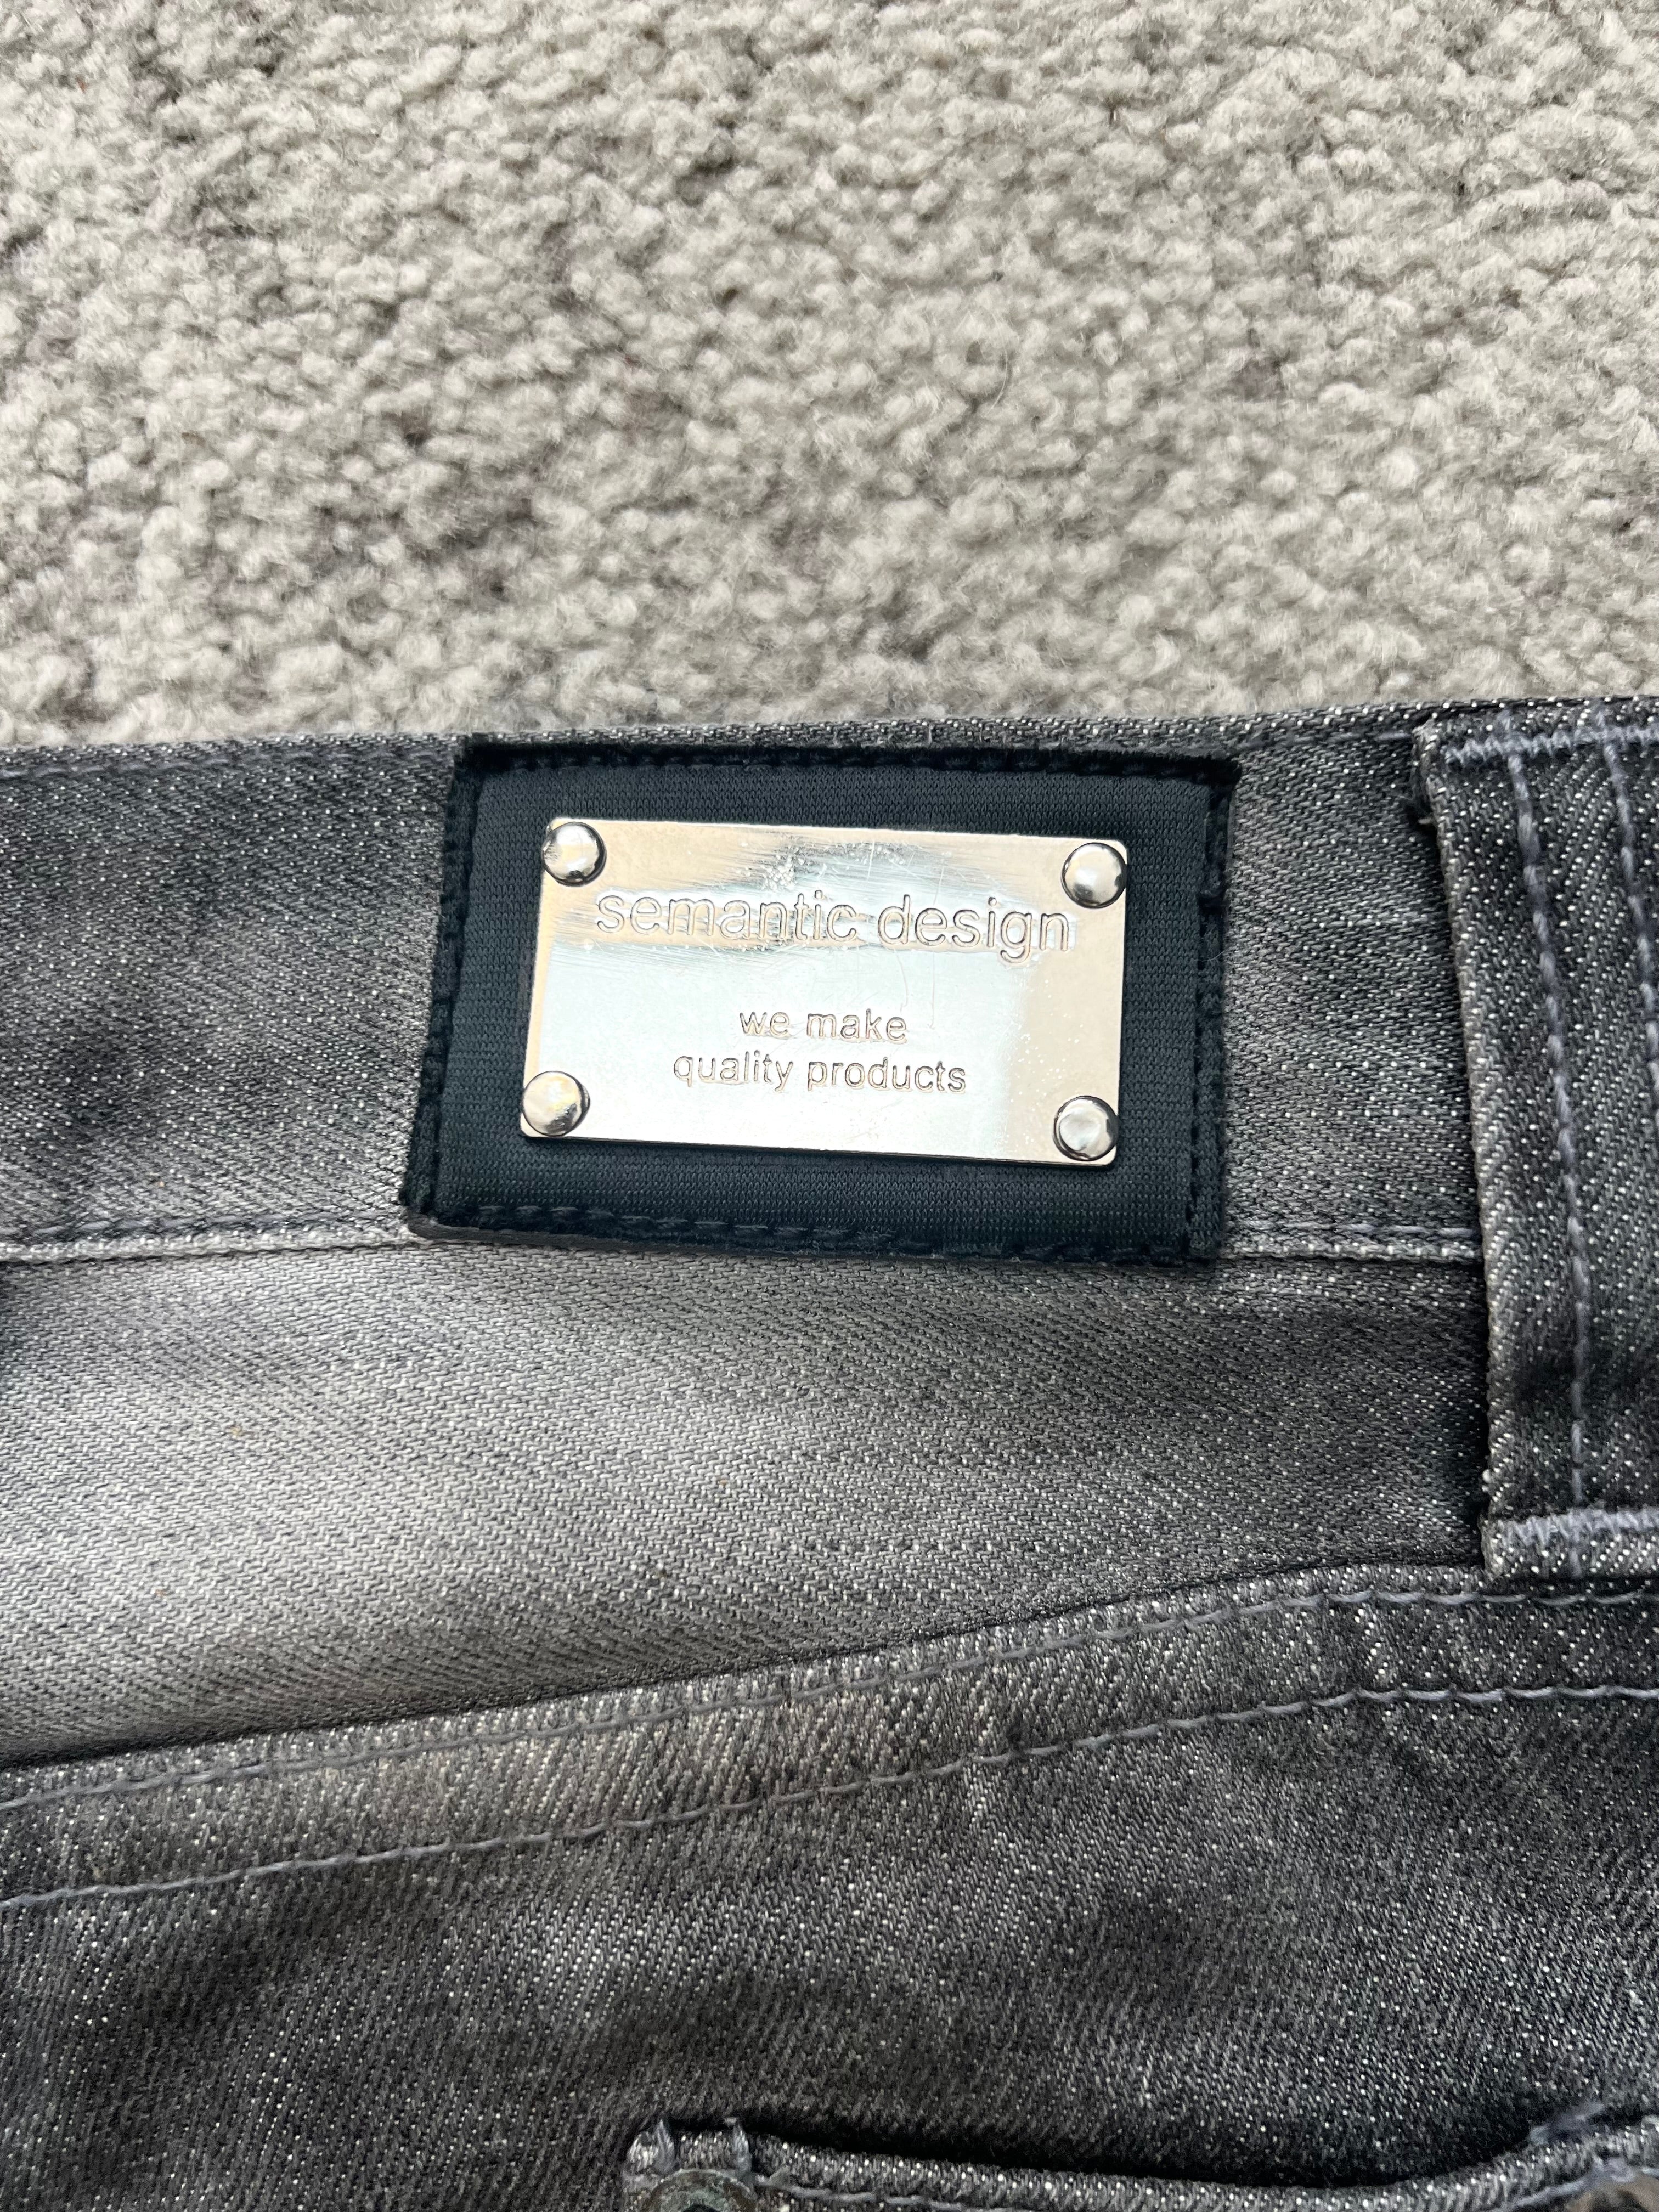 semantic design
we make
quality products